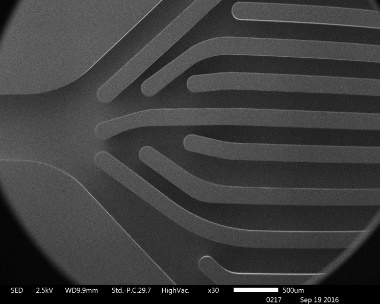 SED 2.5kV WD9.9mm Std.-P.C.29.7 HighVac. x30 500um
0217 Sep 19 2016